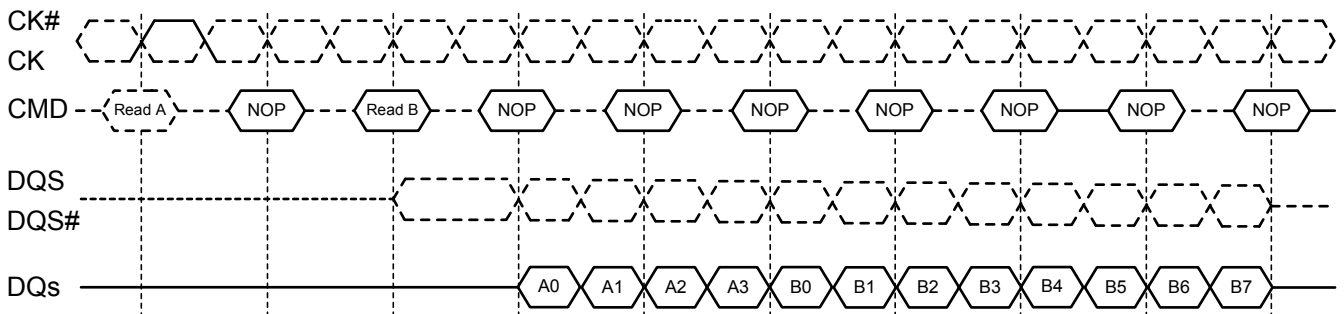 CK#
CK
CMD Read A NOP Read B NOP NOP NOP NOP NOP NOP NOP
DQS
DQS#
DQs A0 A1 A2 A3 B0 B1 B2 B3 B4 B5 B6 B7